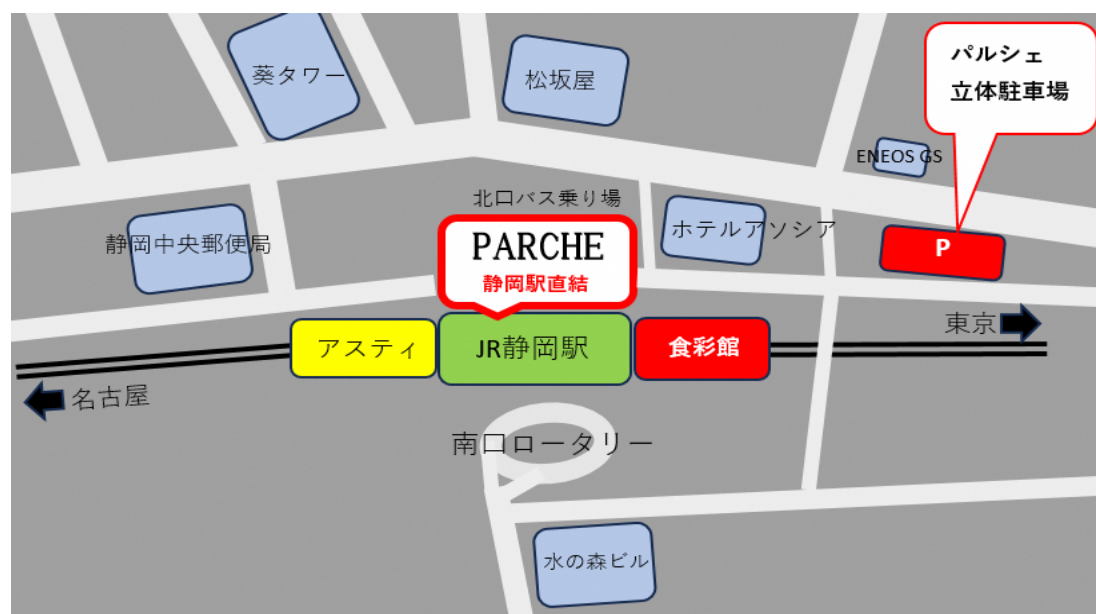 葵タワー
松坂屋
パルシェ
立体駐車場
ENEOS GS
北口バス乗り場
静岡中央郵便局
ホテルアソシア
PARCHE
静岡駅直結
P
東京
アスティ
JR静岡駅
食彩館
名古屋
南口ロータリー
水の森ビル